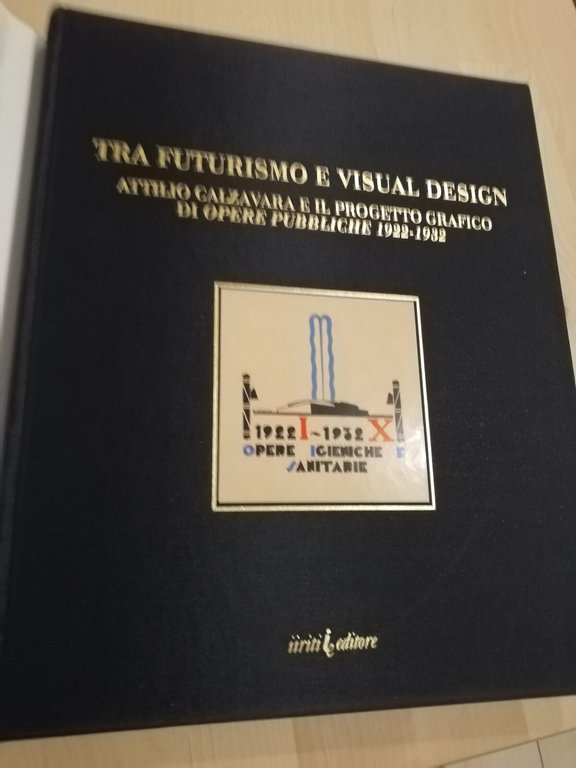 TRA FUTURISMO E VISUAL DESIGN
ATTILIO CALZAVARA E IL PROGETTO GRAFICO
DI OPERE PUBBLICHE 1922-1932
1922 I-1932 X
OPERE IGIENICHE E
SANITARIE
iiriti editore